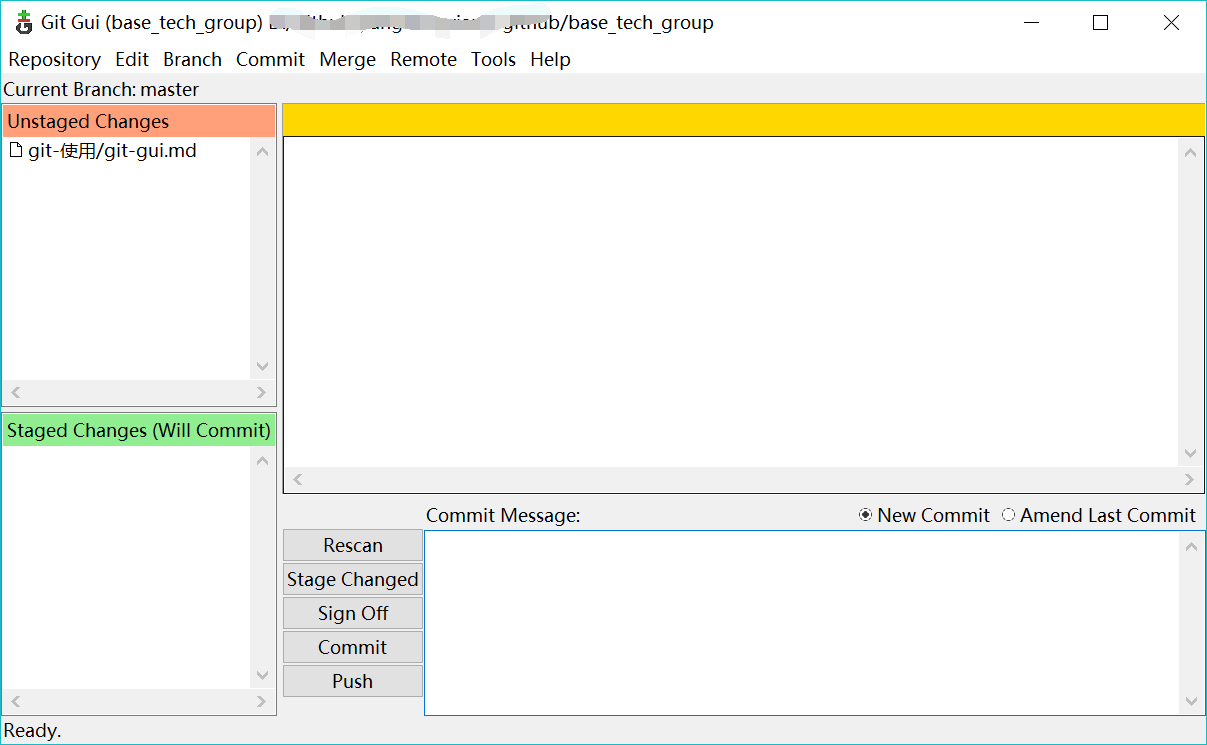 Git Gui (base_tech_group) github/base_tech_group
Repository Edit Branch Commit Merge Remote Tools Help
Current Branch: master
Unstaged Changes
git-使用/git-gui.md
Staged Changes (Will Commit)
Commit Message:
New Commit
Amend Last Commit
Rescan
Stage Changed
Sign Off
Commit
Push
Ready.